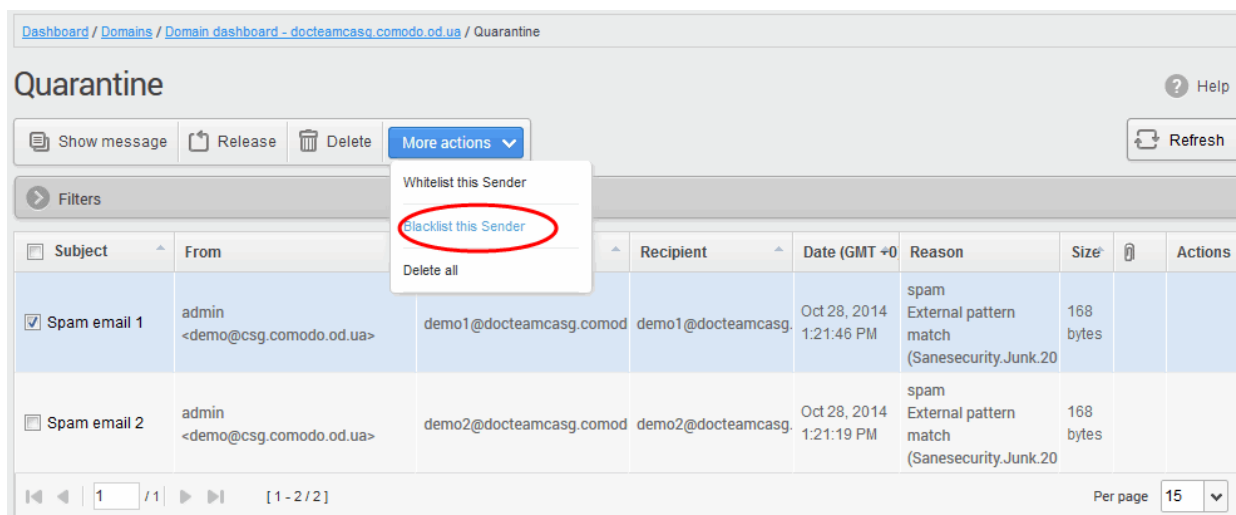 Dashboard / Domains / Domain dashboard - docteamcasg.comodo.od.ua / Quarantine
Quarantine
Help
Show message
Release
Delete
More actions
Refresh
Whitelist this Sender
Blacklist this Sender
Delete all
Filters
Subject
From
Recipient
Date (GMT +0
Reason
Size
Actions
Spam email 1
admin
<demo@csg.comodo.od.ua>
demo1@docteamcasg.comod
demo1@docteamcasg.
Oct 28, 2014
1:21:46 PM
spam
External pattern
match
(Sanesecurity.Junk.20
168
bytes
Spam email 2
admin
<demo@csg.comodo.od.ua>
demo2@docteamcasg.comod
demo2@docteamcasg.
Oct 28, 2014
1:21:19 PM
spam
External pattern
match
(Sanesecurity.Junk.20
168
bytes
1 / 1
[ 1 - 2 / 2 ]
Per page 15